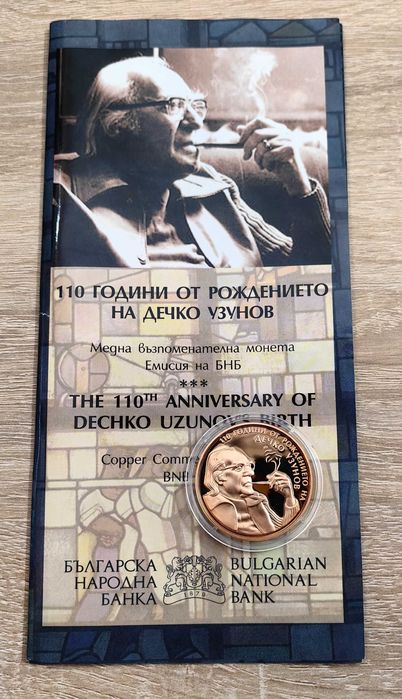 110 ГОДИНИ ОТ РОЖДЕНИЕТО
НА ДЕЧКО УЗУНОВ
Медна възпоменателна монета
Емисия на БНБ
***
THE 110TH ANNIVERSARY OF
DECHKO UZUNOV'S BIRTH
Copper Comm
BNB
110 ГОДИНИ ОТ РОЖДЕНИЕТО НА
ДЕЧКО УЗУНОВ
БЪЛГАРСКА
НАРОДНА
БАНКА
1879
BULGARIAN
NATIONAL
BANK